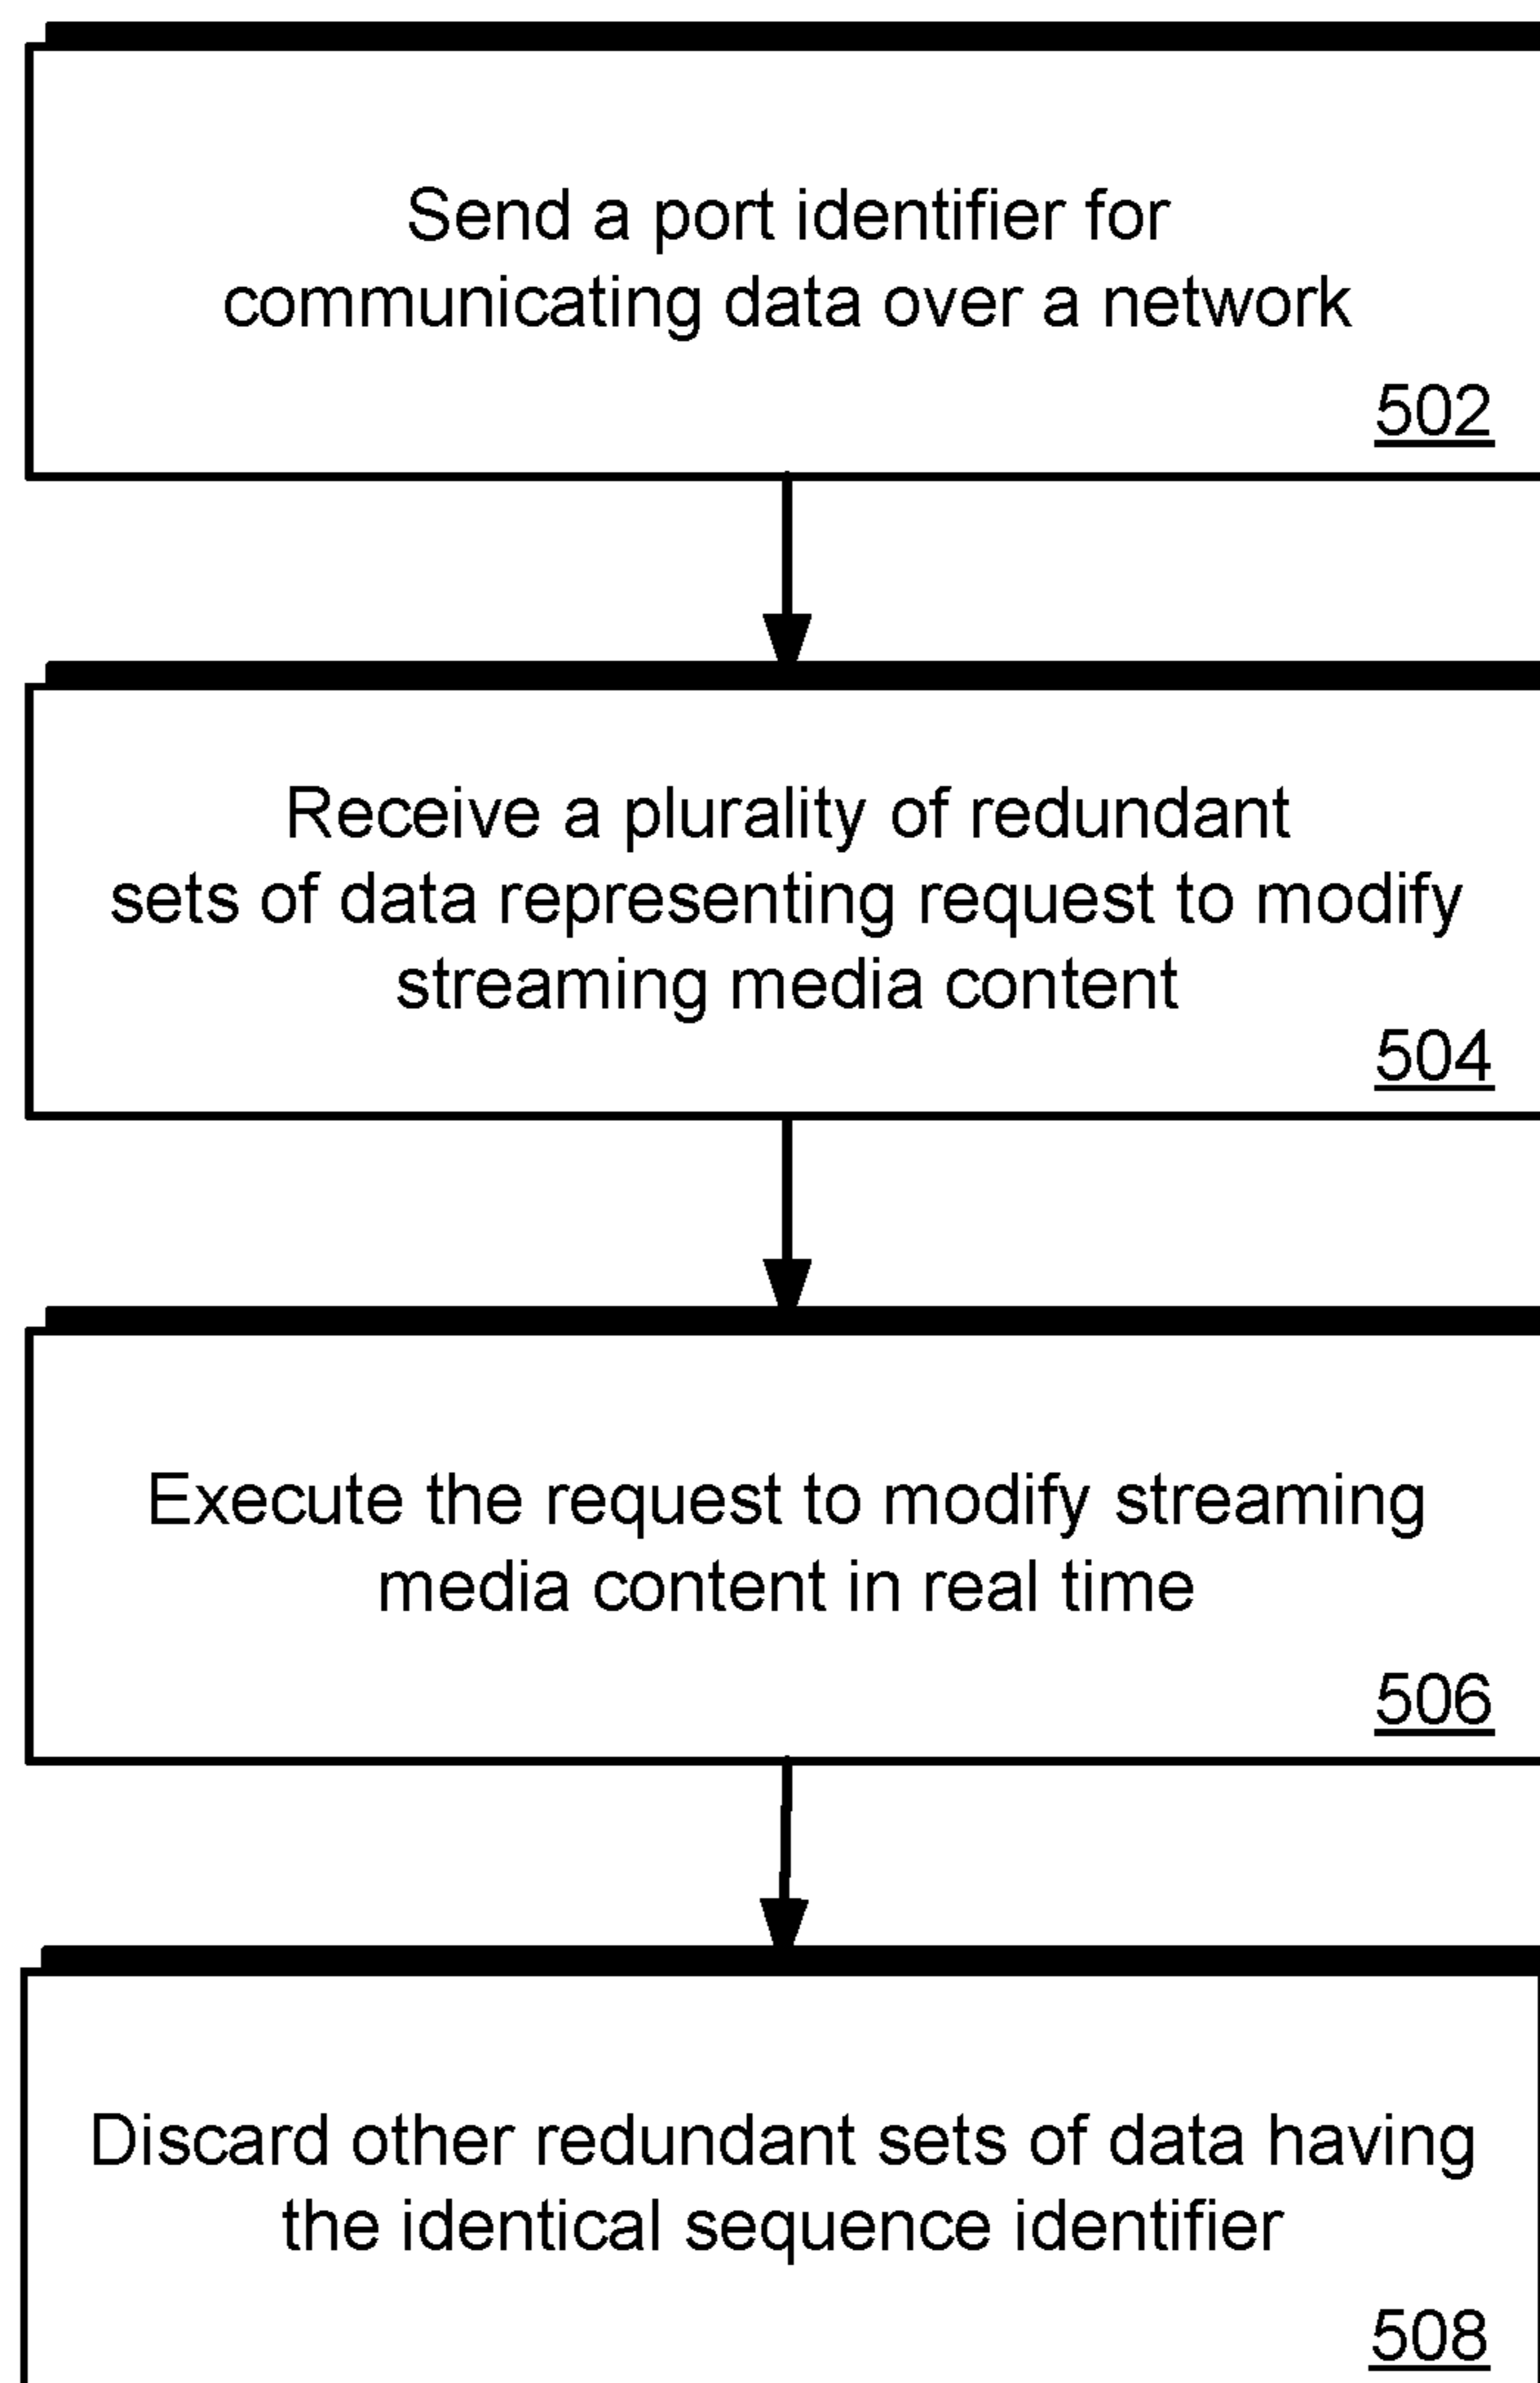 Send a port identifier for
communicating data over a network
502
Receive a plurality of redundant
sets of data representing request to modify
streaming media content
504
Execute the request to modify streaming
media content in real time
506
Discard other redundant sets of data having
the identical sequence identifier
508